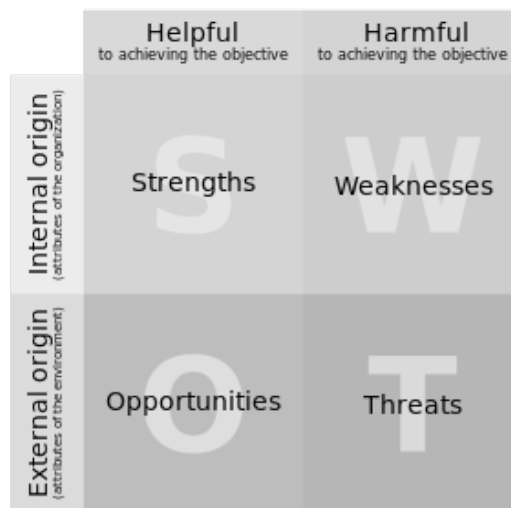 Helpful
to achieving the objective
Harmful
to achieving the objective
Internal origin
(attributes of the organization)
S
Strengths
W
Weaknesses
External origin
(attributes of the environment)
O
Opportunities
T
Threats